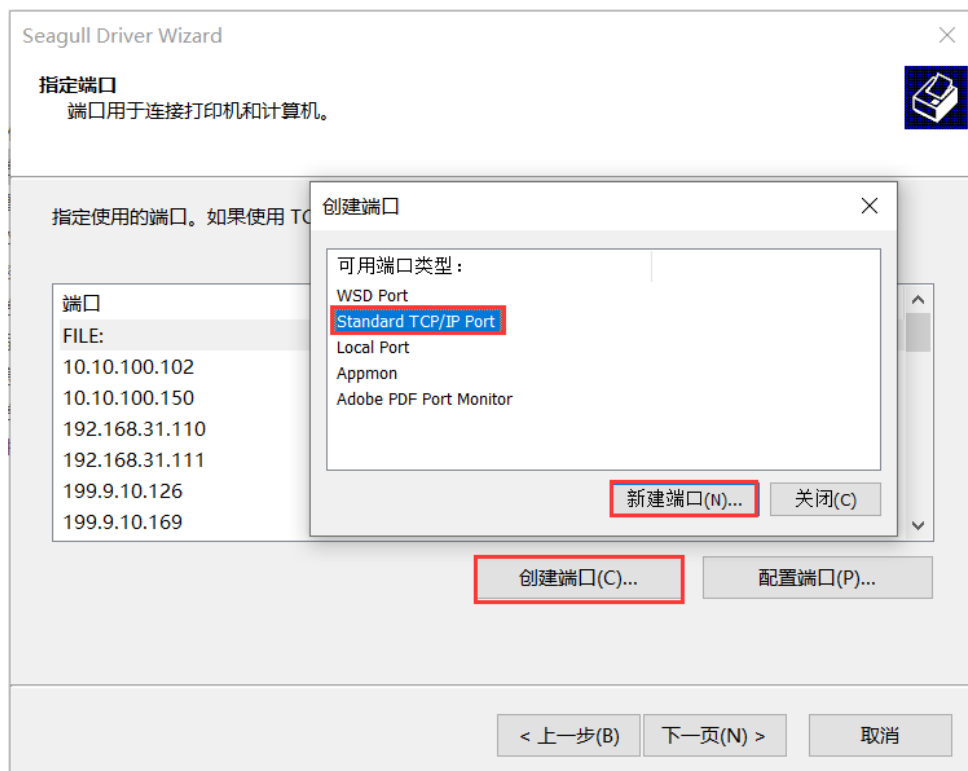 Seagull Driver Wizard
指定端口
端口用于连接打印机和计算机。
指定使用的端口。如果使用 TC
创建端口
可用端口类型：
WSD Port
Standard TCP/IP Port
Local Port
Appmon
Adobe PDF Port Monitor
新建端口(N)...
关闭(C)
端口
FILE:
10.10.100.102
10.10.100.150
192.168.31.110
192.168.31.111
199.9.10.126
199.9.10.169
创建端口(C)...
配置端口(P)...
< 上一步(B)
下一页(N) >
取消